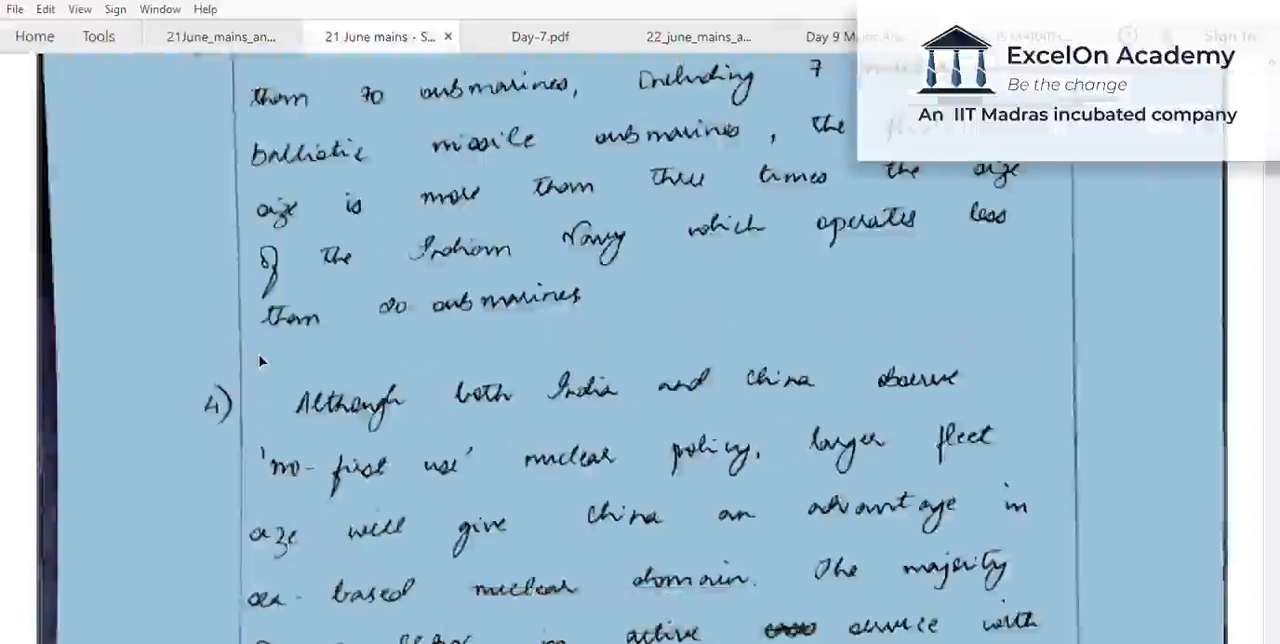 File Edit View Sign Window Help
Home Tools 21June_mains_an... 21 June mains - S... × Day-7.pdf 22_june_mains_a... Day 9 M Sign In
ExcelOn Academy
Be the change
An IIT Madras incubated company
than 70 submarines, Including 7
ballistic missile submarines, the
size is more than three times the size
of the Indian Navy which operates less
than 20 submarines
4) Although both India and China observe
'no-first use' nuclear policy, larger fleet
size will give China an advantage in
sea-based nuclear domain. The majority
in active service with